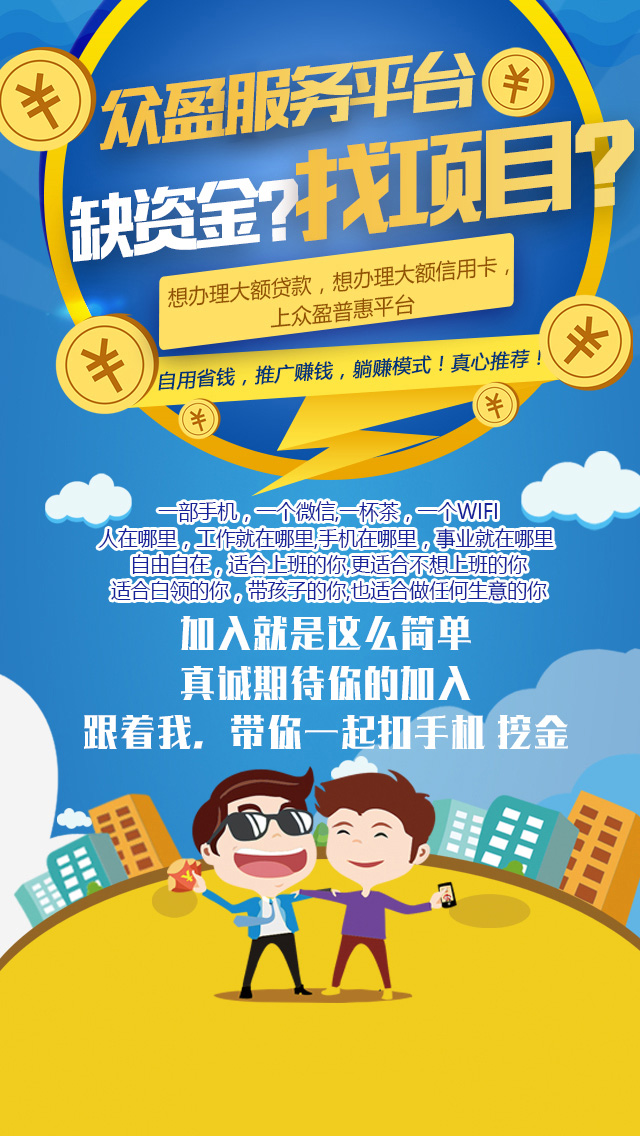 众盈服务平台
缺资金?找项目?
想办理大额贷款，想办理大额信用卡，
上众盈普惠平台
自用省钱，推广赚钱，躺赚模式！真心推荐！
一部手机，一个微信,一杯茶，一个WIFI
人在哪里，工作就在哪里,手机在哪里，事业就在哪里
自由自在，适合上班的你,更适合不想上班的你
适合白领的你，带孩子的你,也适合做任何生意的你
加入就是这么简单
真诚期待你的加入
跟着我，带你一起扣手机 挖金